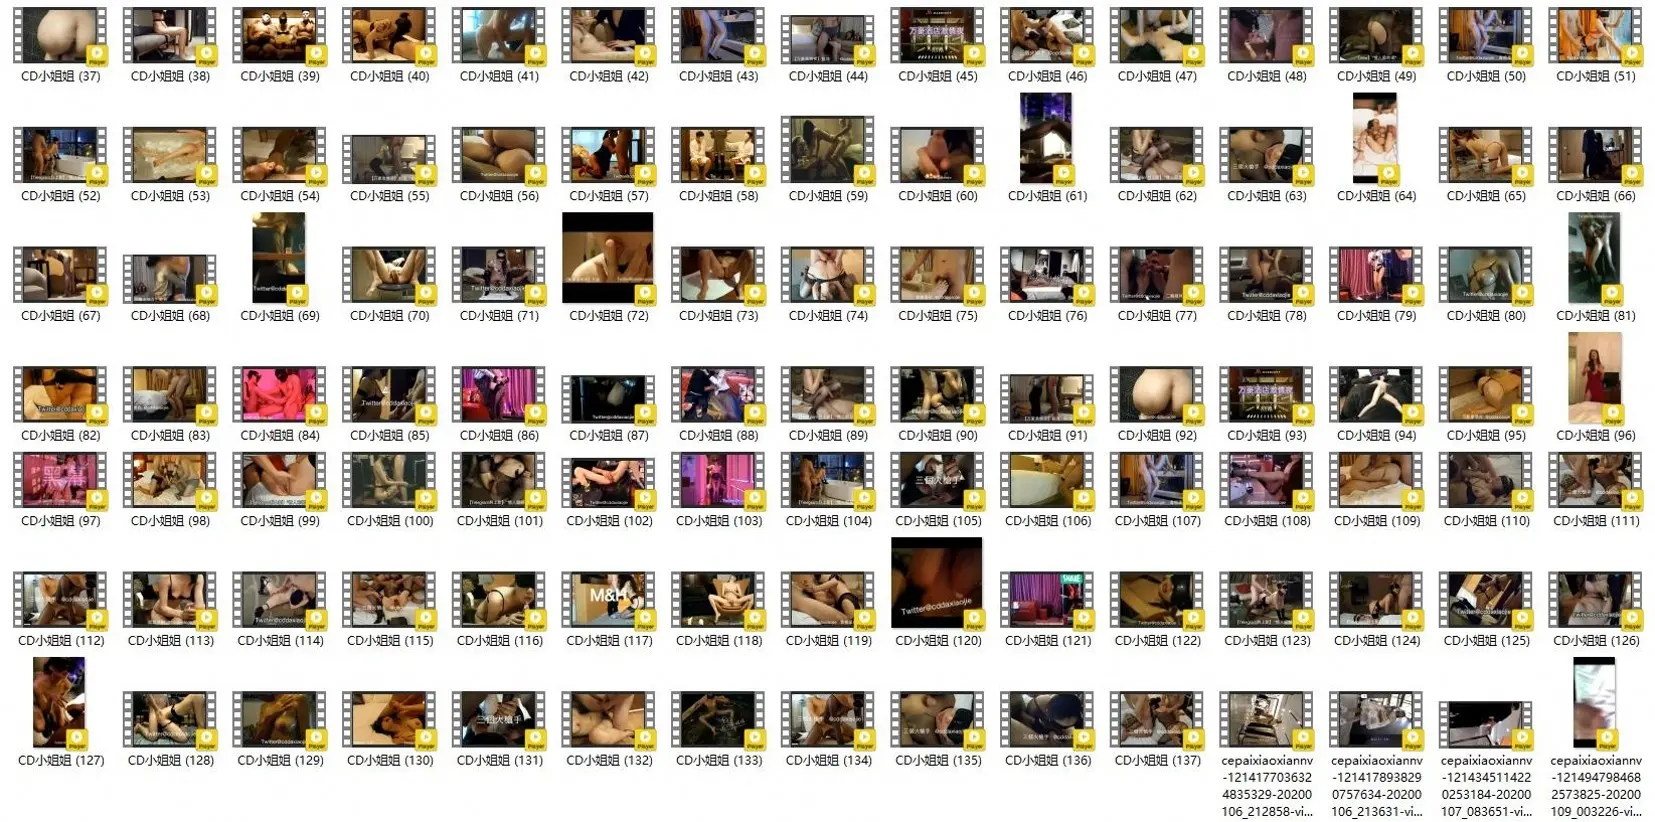 CD小姐姐 (37) CD小姐姐 (38) CD小姐姐 (39) CD小姐姐 (40) CD小姐姐 (41) CD小姐姐 (42) CD小姐姐 (43) CD小姐姐 (44) CD小姐姐 (45) CD小姐姐 (46) CD小姐姐 (47) CD小姐姐 (48) CD小姐姐 (49) CD小姐姐 (50) CD小姐姐 (51)
CD小姐姐 (52) CD小姐姐 (53) CD小姐姐 (54) CD小姐姐 (55) CD小姐姐 (56) CD小姐姐 (57) CD小姐姐 (58) CD小姐姐 (59) CD小姐姐 (60) CD小姐姐 (61) CD小姐姐 (62) CD小姐姐 (63) CD小姐姐 (64) CD小姐姐 (65) CD小姐姐 (66)
CD小姐姐 (67) CD小姐姐 (68) CD小姐姐 (69) CD小姐姐 (70) CD小姐姐 (71) CD小姐姐 (72) CD小姐姐 (73) CD小姐姐 (74) CD小姐姐 (75) CD小姐姐 (76) CD小姐姐 (77) CD小姐姐 (78) CD小姐姐 (79) CD小姐姐 (80) CD小姐姐 (81)
CD小姐姐 (82) CD小姐姐 (83) CD小姐姐 (84) CD小姐姐 (85) CD小姐姐 (86) CD小姐姐 (87) CD小姐姐 (88) CD小姐姐 (89) CD小姐姐 (90) CD小姐姐 (91) CD小姐姐 (92) CD小姐姐 (93) CD小姐姐 (94) CD小姐姐 (95) CD小姐姐 (96)
CD小姐姐 (97) CD小姐姐 (98) CD小姐姐 (99) CD小姐姐 (100) CD小姐姐 (101) CD小姐姐 (102) CD小姐姐 (103) CD小姐姐 (104) CD小姐姐 (105) CD小姐姐 (106) CD小姐姐 (107) CD小姐姐 (108) CD小姐姐 (109) CD小姐姐 (110) CD小姐姐 (111)
M&H
Twitter@cddaxiaojie
CD小姐姐 (112) CD小姐姐 (113) CD小姐姐 (114) CD小姐姐 (115) CD小姐姐 (116) CD小姐姐 (117) CD小姐姐 (118) CD小姐姐 (119) CD小姐姐 (120) CD小姐姐 (121) CD小姐姐 (122) CD小姐姐 (123) CD小姐姐 (124) CD小姐姐 (125) CD小姐姐 (126)
CD小姐姐 (127) CD小姐姐 (128) CD小姐姐 (129) CD小姐姐 (130) CD小姐姐 (131) CD小姐姐 (132) CD小姐姐 (133) CD小姐姐 (134) CD小姐姐 (135) CD小姐姐 (136) CD小姐姐 (137) cepaixiaoxiannv cepaixiaoxiannv cepaixiaoxiannv cepaixiaoxiannv
-121417703632 -121417893829 -121434511422 -121494798468
4835329-20200 0757634-20200 0253184-20200 2573825-20200
106_212858-vi... 106_213631-vi... 107_083651-vi... 109_003226-vi...